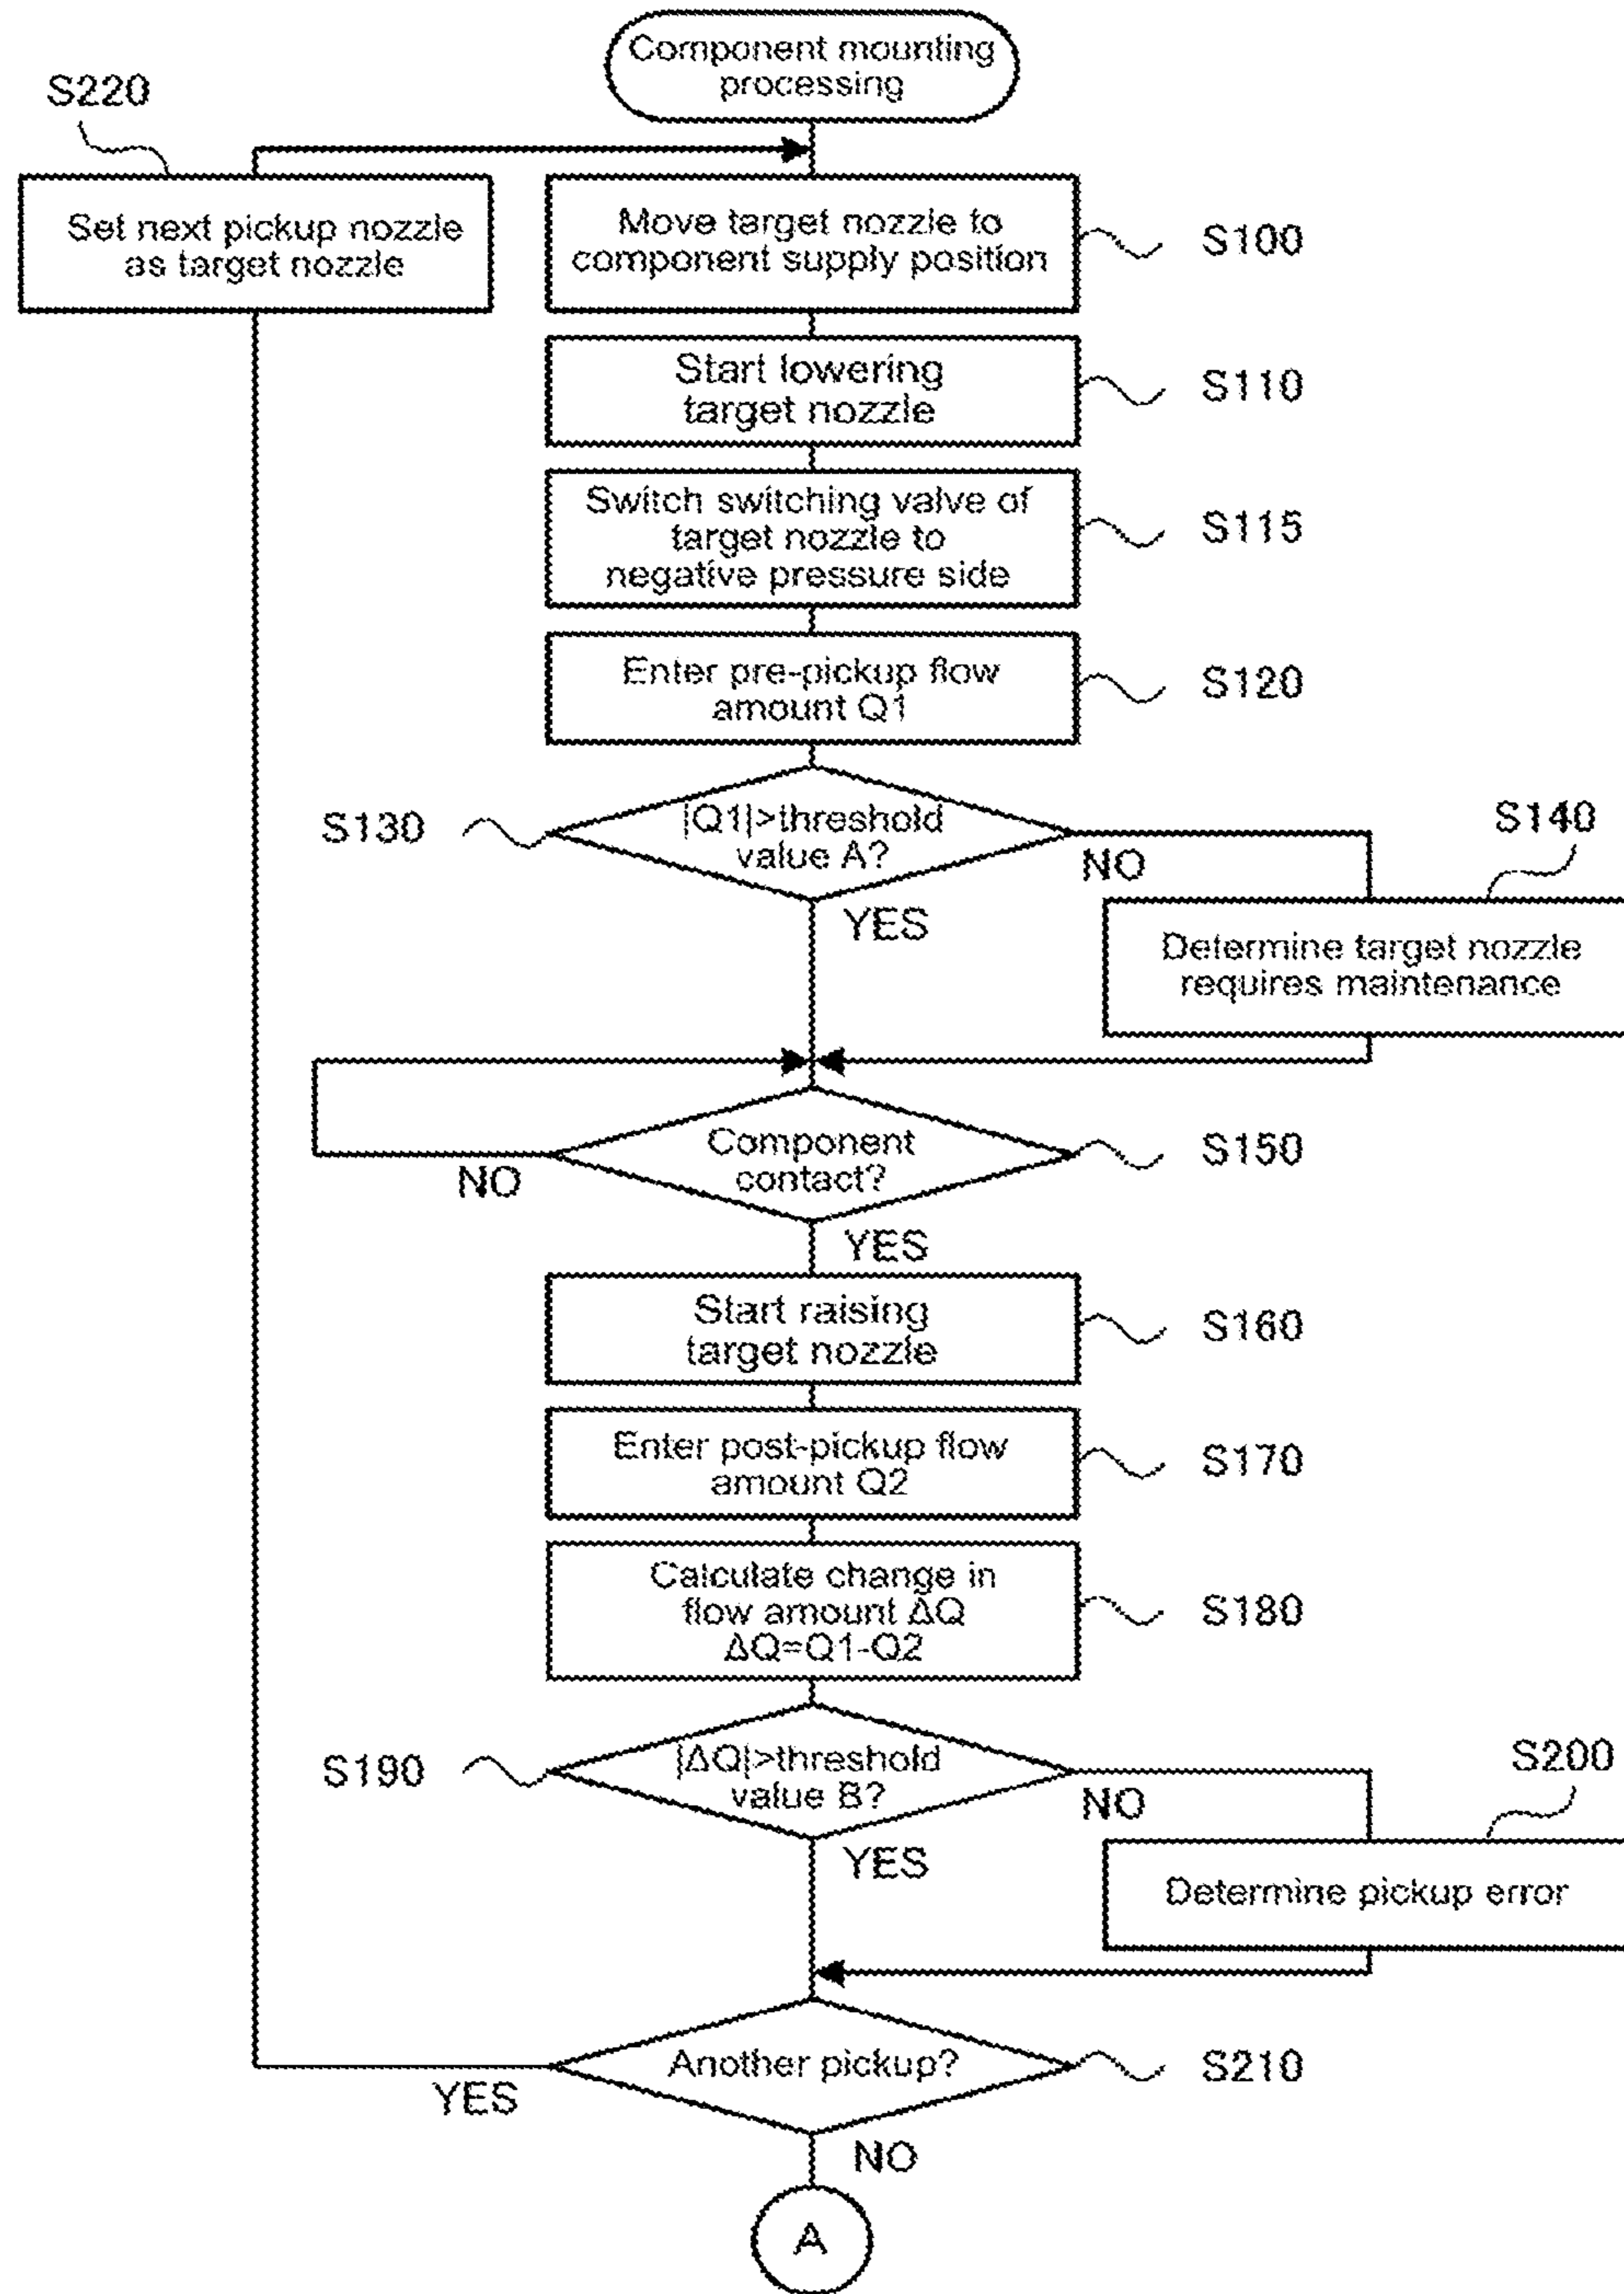 Component mounting
processing
S220
Set next pickup nozzle
as target nozzle
Move target nozzle to
component supply position
S100
Start lowering
target nozzle
S110
Switch switching valve of
target nozzle to
negative pressure side
S115
Enter pre-pickup flow
amount Q1
S120
S130
|Q1|>threshold
value A?
NO
YES
S140
Determine target nozzle
requires maintenance
Component
contact?
S150
NO
YES
Start raising
target nozzle
S160
Enter post-pickup flow
amount Q2
S170
Calculate change in
flow amount ΔQ
ΔQ=Q1-Q2
S180
S190
|ΔQ|>threshold
value B?
NO
YES
S200
Determine pickup error
Another pickup?
S210
YES
NO
A